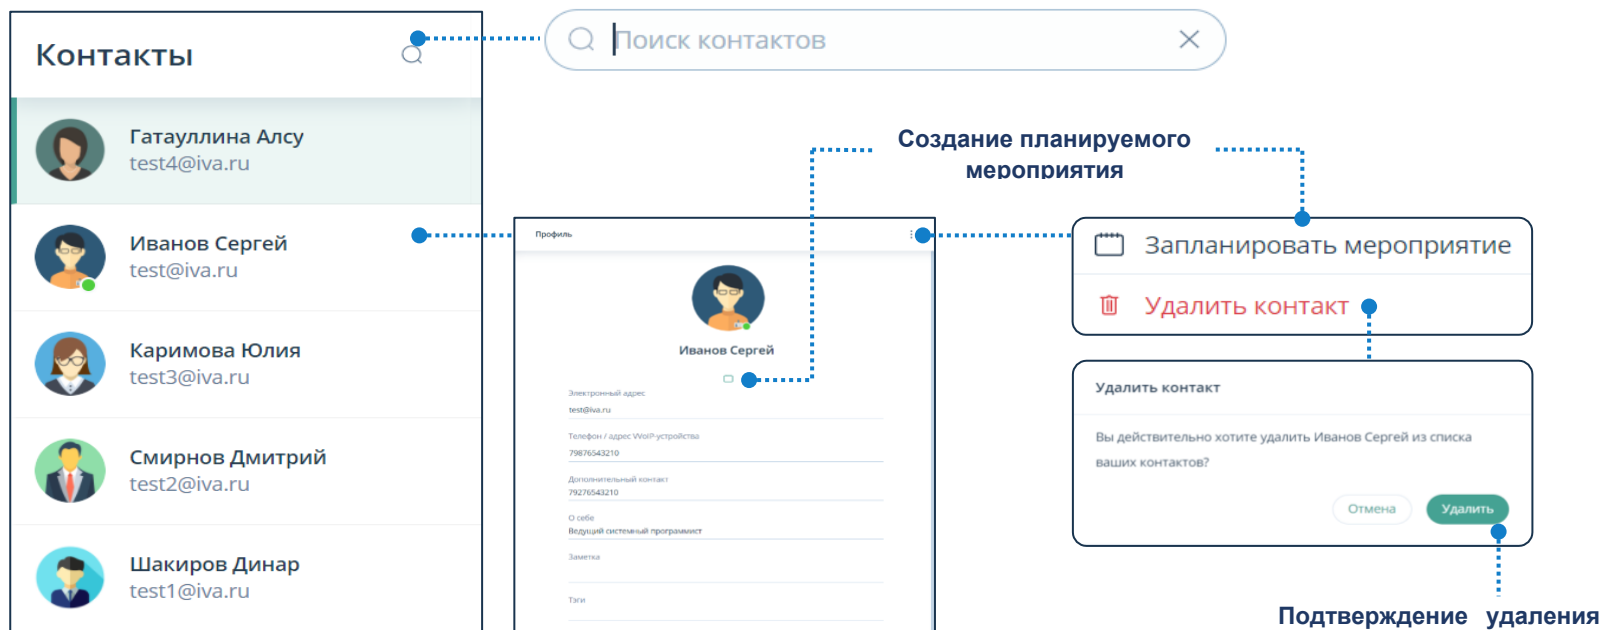 Контакты
Поиск контактов
Гатауллина Алсу
test4@iva.ru
Иванов Сергей
test@iva.ru
Каримова Юлия
test3@iva.ru
Смирнов Дмитрий
test2@iva.ru
Шакиров Динар
test1@iva.ru
Создание планируемого
мероприятия
Профиль
Иванов Сергей
Электронный адрес
test@iva.ru
Телефон / адрес VVoIP-устройства
79876543210
Дополнительный контакт
79276543210
О себе
Ведущий системный программист
Заметка
Тэги
Запланировать мероприятие
Удалить контакт
Удалить контакт
Вы действительно хотите удалить Иванов Сергей из списка
ваших контактов?
Отмена
Удалить
Подтверждение удаления